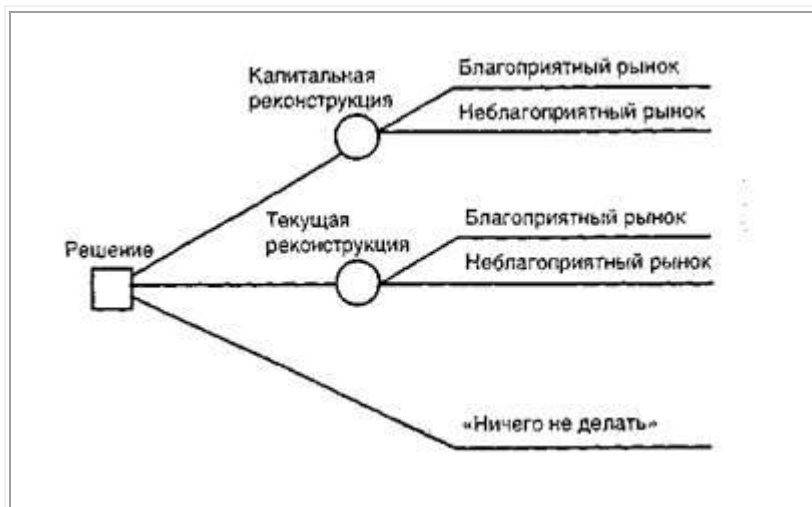 Капитальная
реконструкция
Благоприятный рынок
Неблагоприятный рынок
Решение
Текущая
реконструкция
Благоприятный рынок
Неблагоприятный рынок
«Ничего не делать»